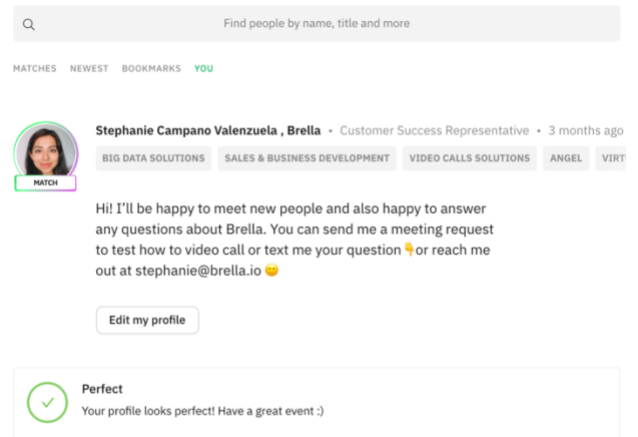 Find people by name, title and more
MATCHES NEWEST BOOKMARKS YOU
Stephanie Campano Valenzuela , Brella • Customer Success Representative • 3 months ago
BIG DATA SOLUTIONS SALES & BUSINESS DEVELOPMENT VIDEO CALLS SOLUTIONS ANGEL VIRT
MATCH
Hi! I'll be happy to meet new people and also happy to answer
any questions about Brella. You can send me a meeting request
to test how to video call or text me your question 👇or reach me
out at stephanie@brella.io 🙂
Edit my profile
Perfect
Your profile looks perfect! Have a great event :)